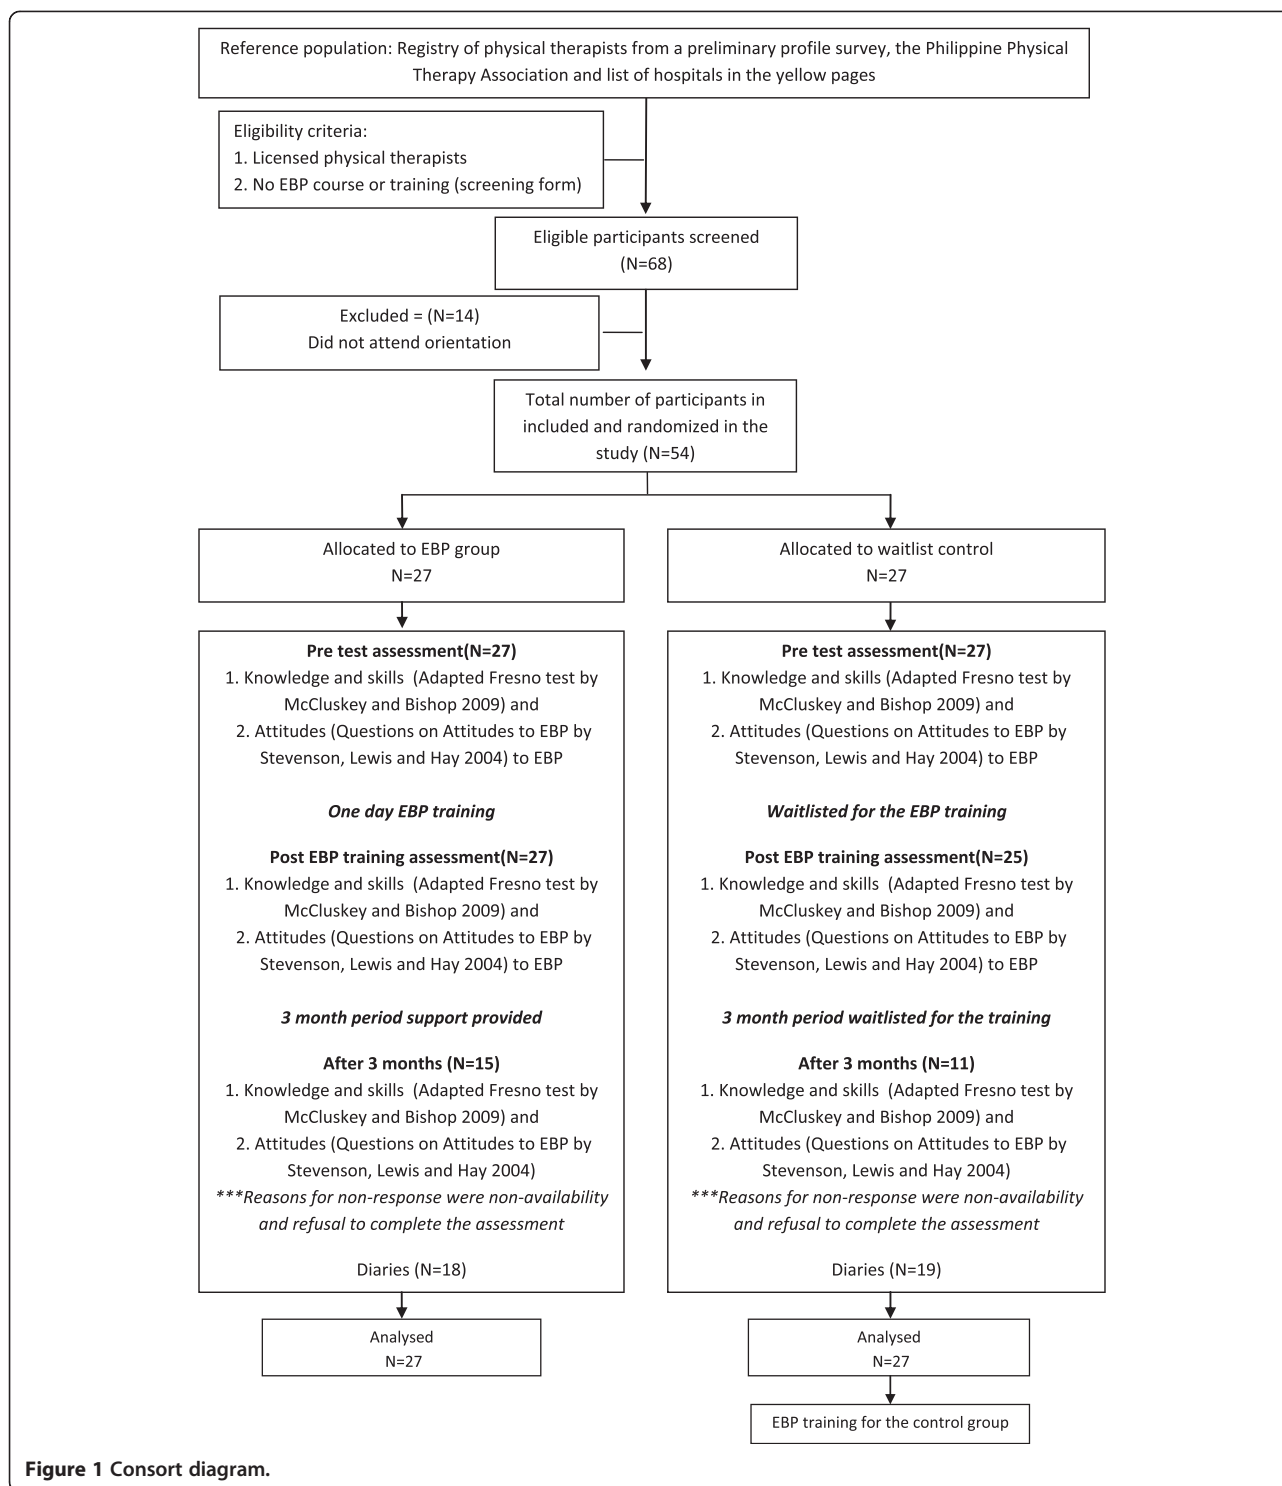 Reference population: Registry of physical therapists from a preliminary profile survey, the Philippine Physical
Therapy Association and list of hospitals in the yellow pages
Eligibility criteria:
1. Licensed physical therapists
2. No EBP course or training (screening form)
Eligible participants screened
(N=68)
Excluded = (N=14)
Did not attend orientation
Total number of participants in
included and randomized in the
study (N=54)
Allocated to EBP group
N=27
Allocated to waitlist control
N=27
Pre test assessment(N=27)
1. Knowledge and skills (Adapted Fresno test by
McCluskey and Bishop 2009) and
2. Attitudes (Questions on Attitudes to EBP by
Stevenson, Lewis and Hay 2004) to EBP
One day EBP training
Post EBP training assessment(N=27)
1. Knowledge and skills (Adapted Fresno test by
McCluskey and Bishop 2009) and
2. Attitudes (Questions on Attitudes to EBP by
Stevenson, Lewis and Hay 2004) to EBP
3 month period support provided
After 3 months (N=15)
1. Knowledge and skills (Adapted Fresno test by
McCluskey and Bishop 2009) and
2. Attitudes (Questions on Attitudes to EBP by
Stevenson, Lewis and Hay 2004)
***Reasons for non-response were non-availability
and refusal to complete the assessment
Diaries (N=18)
Pre test assessment(N=27)
1. Knowledge and skills (Adapted Fresno test by
McCluskey and Bishop 2009) and
2. Attitudes (Questions on Attitudes to EBP by
Stevenson, Lewis and Hay 2004) to EBP
Waitlisted for the EBP training
Post EBP training assessment(N=25)
1. Knowledge and skills (Adapted Fresno test by
McCluskey and Bishop 2009) and
2. Attitudes (Questions on Attitudes to EBP by
Stevenson, Lewis and Hay 2004) to EBP
3 month period waitlisted for the training
After 3 months (N=11)
1. Knowledge and skills (Adapted Fresno test by
McCluskey and Bishop 2009) and
2. Attitudes (Questions on Attitudes to EBP by
Stevenson, Lewis and Hay 2004)
***Reasons for non-response were non-availability
and refusal to complete the assessment
Diaries (N=19)
Analysed
N=27
Analysed
N=27
EBP training for the control group
Figure 1 Consort diagram.